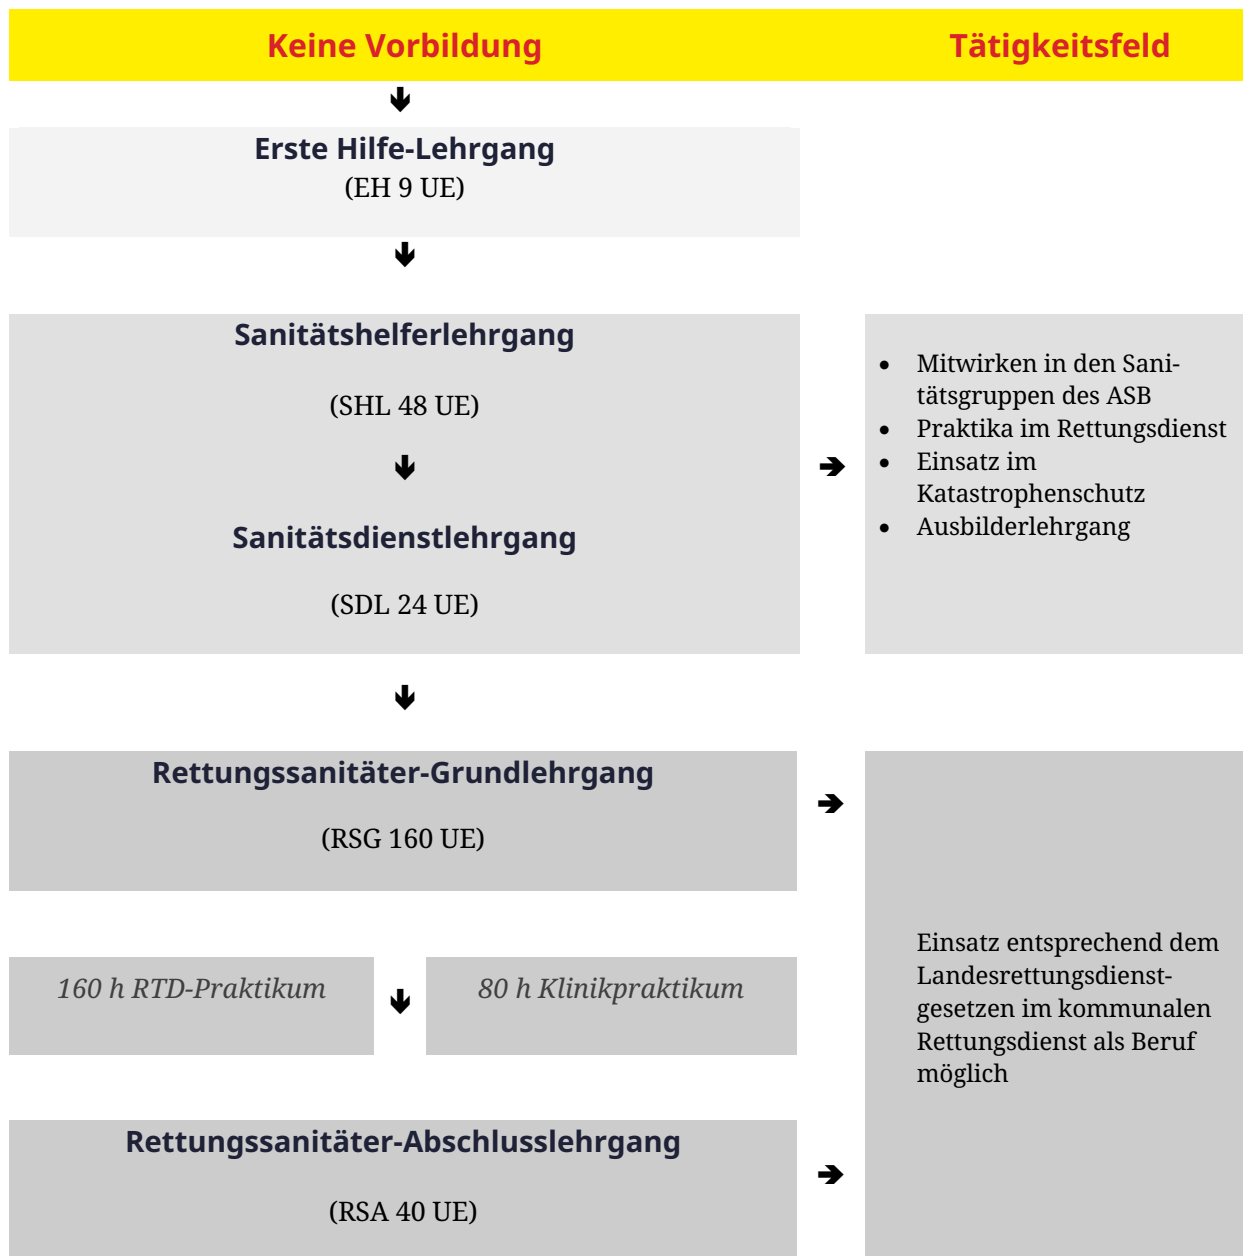 Keine Vorbildung
Tätigkeitsfeld
Erste Hilfe-Lehrgang
(EH 9 UE)
Sanitätshelferlehrgang
(SHL 48 UE)
Sanitätsdienstlehrgang
(SDL 24 UE)
• Mitwirken in den Sani-
tätsgruppen des ASB
• Praktika im Rettungsdienst
• Einsatz im
Katastrophenschutz
• Ausbilderlehrgang
Rettungssanitäter-Grundlehrgang
(RSG 160 UE)
160 h RTD-Praktikum
80 h Klinikpraktikum
Rettungssanitäter-Abschlusslehrgang
(RSA 40 UE)
Einsatz entsprechend dem
Landesrettungsdienst-
gesetzen im kommunalen
Rettungsdienst als Beruf
möglich